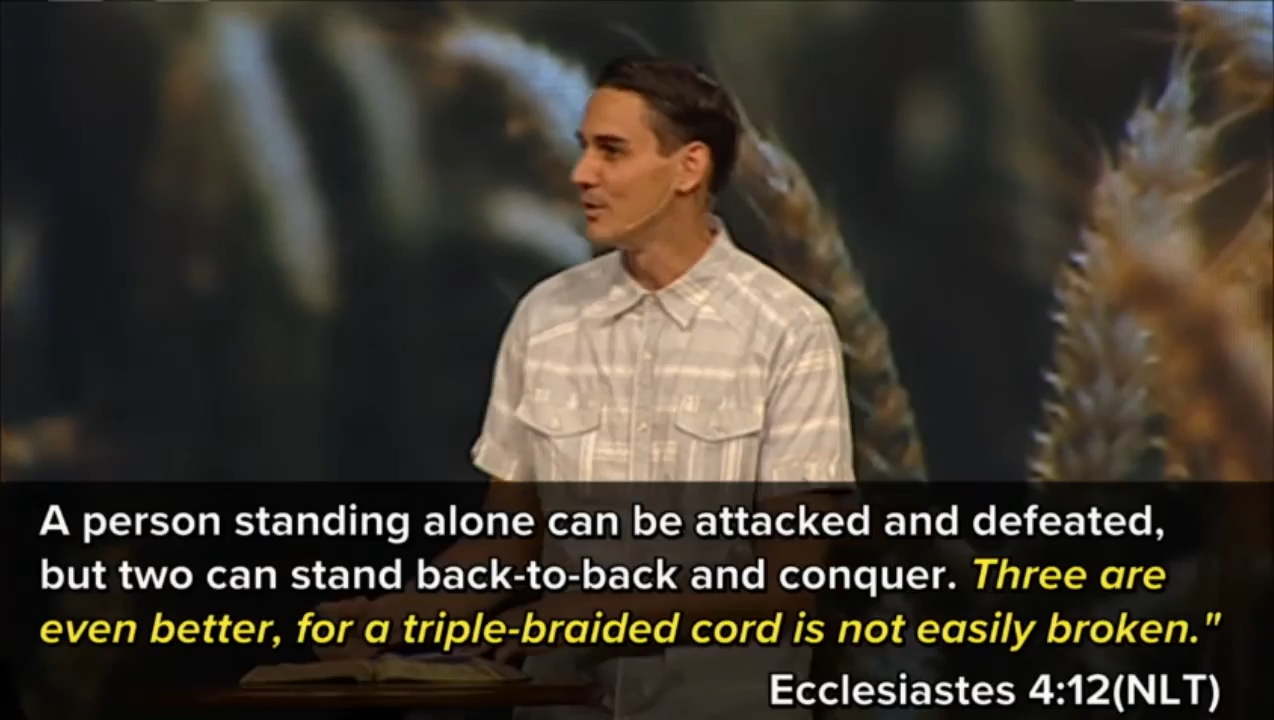 A person standing alone can be attacked and defeated,
but two can stand back-to-back and conquer. Three are
even better, for a triple-braided cord is not easily broken."
Ecclesiastes 4:12(NLT)